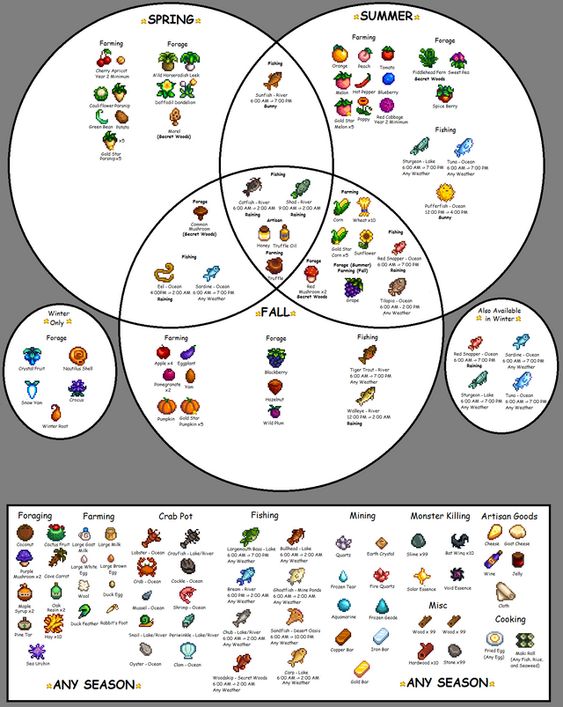 SPRING
Farming
Cherry Apricot
Year 2 Minimum
Cauliflower Parsnip
Green Bean Potato
Gold Star
Parsnip x5
Forage
Wild Horseradish Leek
Daffodil Dandelion
Morel
(Secret Woods)
Fishing
Sunfish - River
6:00 AM → 7:00 PM
Sunny
SUMMER
Farming
Orange Peach Tomato
Melon Hot Pepper Blueberry
Gold Star
Melon x5
Poppy
Red Cabbage
Year 2 Minimum
Forage
Fiddlehead Fern Sweet Pea
Secret Woods
Spice Berry
Fishing
Sturgeon - Lake
6:00 AM → 7:00 PM
Any Weather
Tuna - Ocean
6:00 AM → 7:00 PM
Any Weather
Pufferfish - Ocean
12:00 PM → 4:00 PM
Sunny
Fishing
Catfish - River
6:00 AM → 2:00 AM
Raining
Shad - River
9:00 AM → 2:00 AM
Raining
Artisan
Honey Truffle Oil
Farming
Truffle
Forage
Common
Mushroom
(Secret Woods)
Fishing
Eel - Ocean
4:00PM → 2:00 AM
Raining
Sardine - Ocean
6:00 AM → 7:00 PM
Any Weather
Farming
Corn Wheat x10
Gold Star
Corn x5
Sunflower
Fishing
Red Snapper - Ocean
6:00 AM → 7:00 PM
Raining
Forage (Summer)
Farming (Fall)
Red
Mushroom x2
Secret Woods
Grape
Tilapia - Ocean
6:00 AM → 2:00 PM
Any Weather
FALL
Farming
Apple x4 Eggplant
Pomegranate
x2
Yam
Pumpkin
Gold Star
Pumpkin x5
Forage
Blackberry
Hazelnut
Wild Plum
Fishing
Tiger Trout - River
6:00 AM → 7:00 PM
Any Weather
Walleye - River
12:00 PM → 2:00 AM
Raining
Winter
Only
Forage
Crystal Fruit Nautilus Shell
Snow Yam Crocus
Winter Root
Also Available
in Winter
Red Snapper - Ocean
6:00 AM → 7:00 PM
Any Weather
Sardine - Ocean
6:00 AM → 7:00 PM
Any Weather
Sturgeon - Lake
6:00 AM → 7:00 PM
Any Weather
Tuna - Ocean
6:00 AM → 7:00 PM
Any Weather
Foraging
Coconut Cactus Fruit
Purple
Mushroom x2
Cave Carrot
Maple
Syrup x2
Oak
Resin x2
Pine Tar Hay x10
Sea Urchin
Farming
Large Goat
Milk
Large Milk
Large White
Egg
Large Brown
Egg
Wool Duck Egg
Duck Feather Rabbit's Foot
Crab Pot
Lobster - Ocean Crayfish - Lake/River
Crab - Ocean Cockle - Ocean
Mussel - Ocean Shrimp - Ocean
Snail - Lake/River Periwinkle - Lake/River
Oyster - Ocean Clam - Ocean
Fishing
Largemouth Bass - Lake
6:00 AM → 7:00 PM
Any Weather
Bullhead - Lake
6:00 AM → 2:00 AM
Any Weather
Bream - River
6:00 PM → 2:00 AM
Any Weather
Ghostfish - Mine Ponds
Any Weather
Chub - Lake/River
6:00 AM → 2:00 AM
Any Weather
Sandfish - Desert Oasis
6:00 AM → 10:00 PM
Any Weather
Woodskip - Secret Woods
6:00 AM → 2:00 AM
Any Weather
Carp - Lake
6:00 AM → 2:00 AM
Any Weather
Mining
Quartz Earth Crystal
Frozen Tear Fire Quartz
Aquamarine Frozen Geode
Copper Bar Iron Bar
Gold Bar
Monster Killing
Slime x99 Bat Wing x10
Solar Essence Void Essence
Misc
Wood x99 Wood x99
Hardwood x10 Stone x99
Artisan Goods
Cheese Goat Cheese
Wine Jelly
Cloth
Cooking
Fried Egg
(Any Egg)
Maki Roll
(Any Fish, Rice, and
Seaweed)
ANY SEASON
ANY SEASON